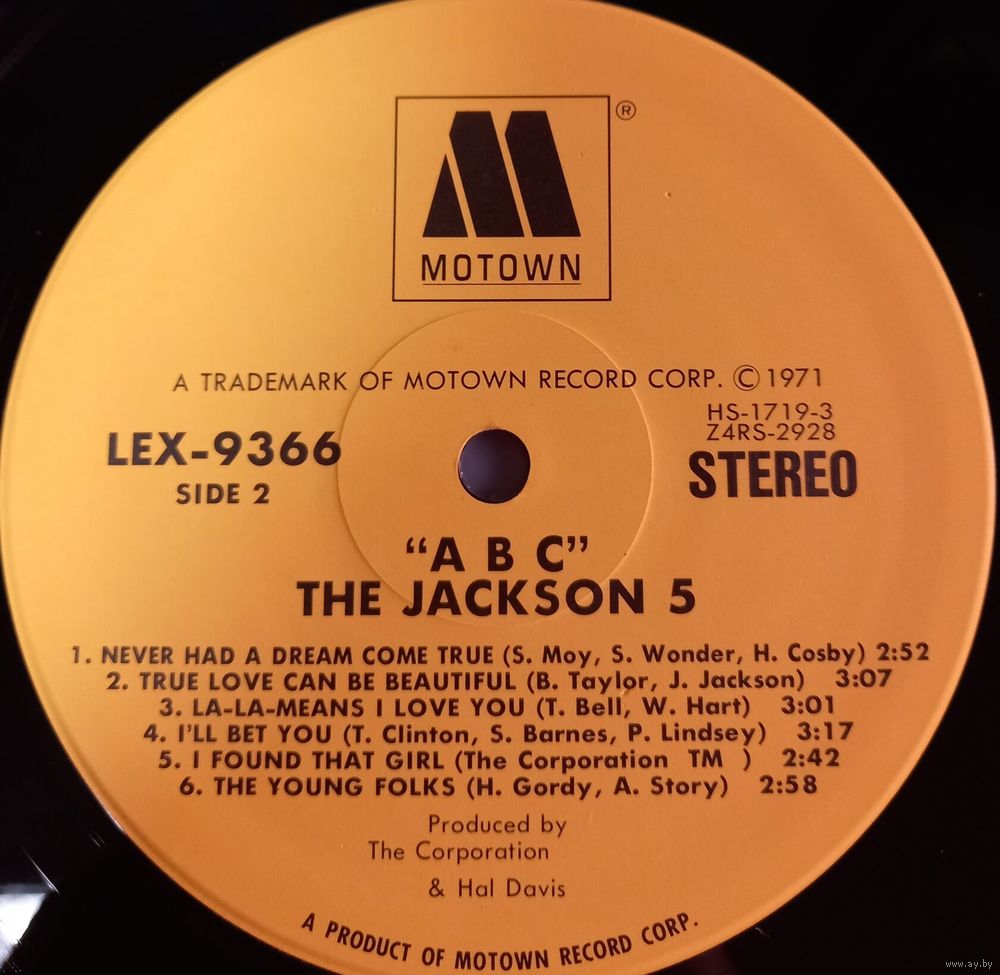 ®
MOTOWN
A TRADEMARK OF MOTOWN RECORD CORP. © 1971
HS-1719-3
Z4RS-2928
LEX-9366
STEREO
SIDE 2
“A B C”
THE JACKSON 5
1. NEVER HAD A DREAM COME TRUE (S. Moy, S. Wonder, H. Cosby) 2:52
2. TRUE LOVE CAN BE BEAUTIFUL (B. Taylor, J. Jackson) 3:07
3. LA-LA-MEANS I LOVE YOU (T. Bell, W. Hart) 3:01
4. I’LL BET YOU (T. Clinton, S. Barnes, P. Lindsey) 3:17
5. I FOUND THAT GIRL (The Corporation TM ) 2:42
6. THE YOUNG FOLKS (H. Gordy, A. Story) 2:58
Produced by
The Corporation
& Hal Davis
A PRODUCT OF MOTOWN RECORD CORP.
www.ay.by